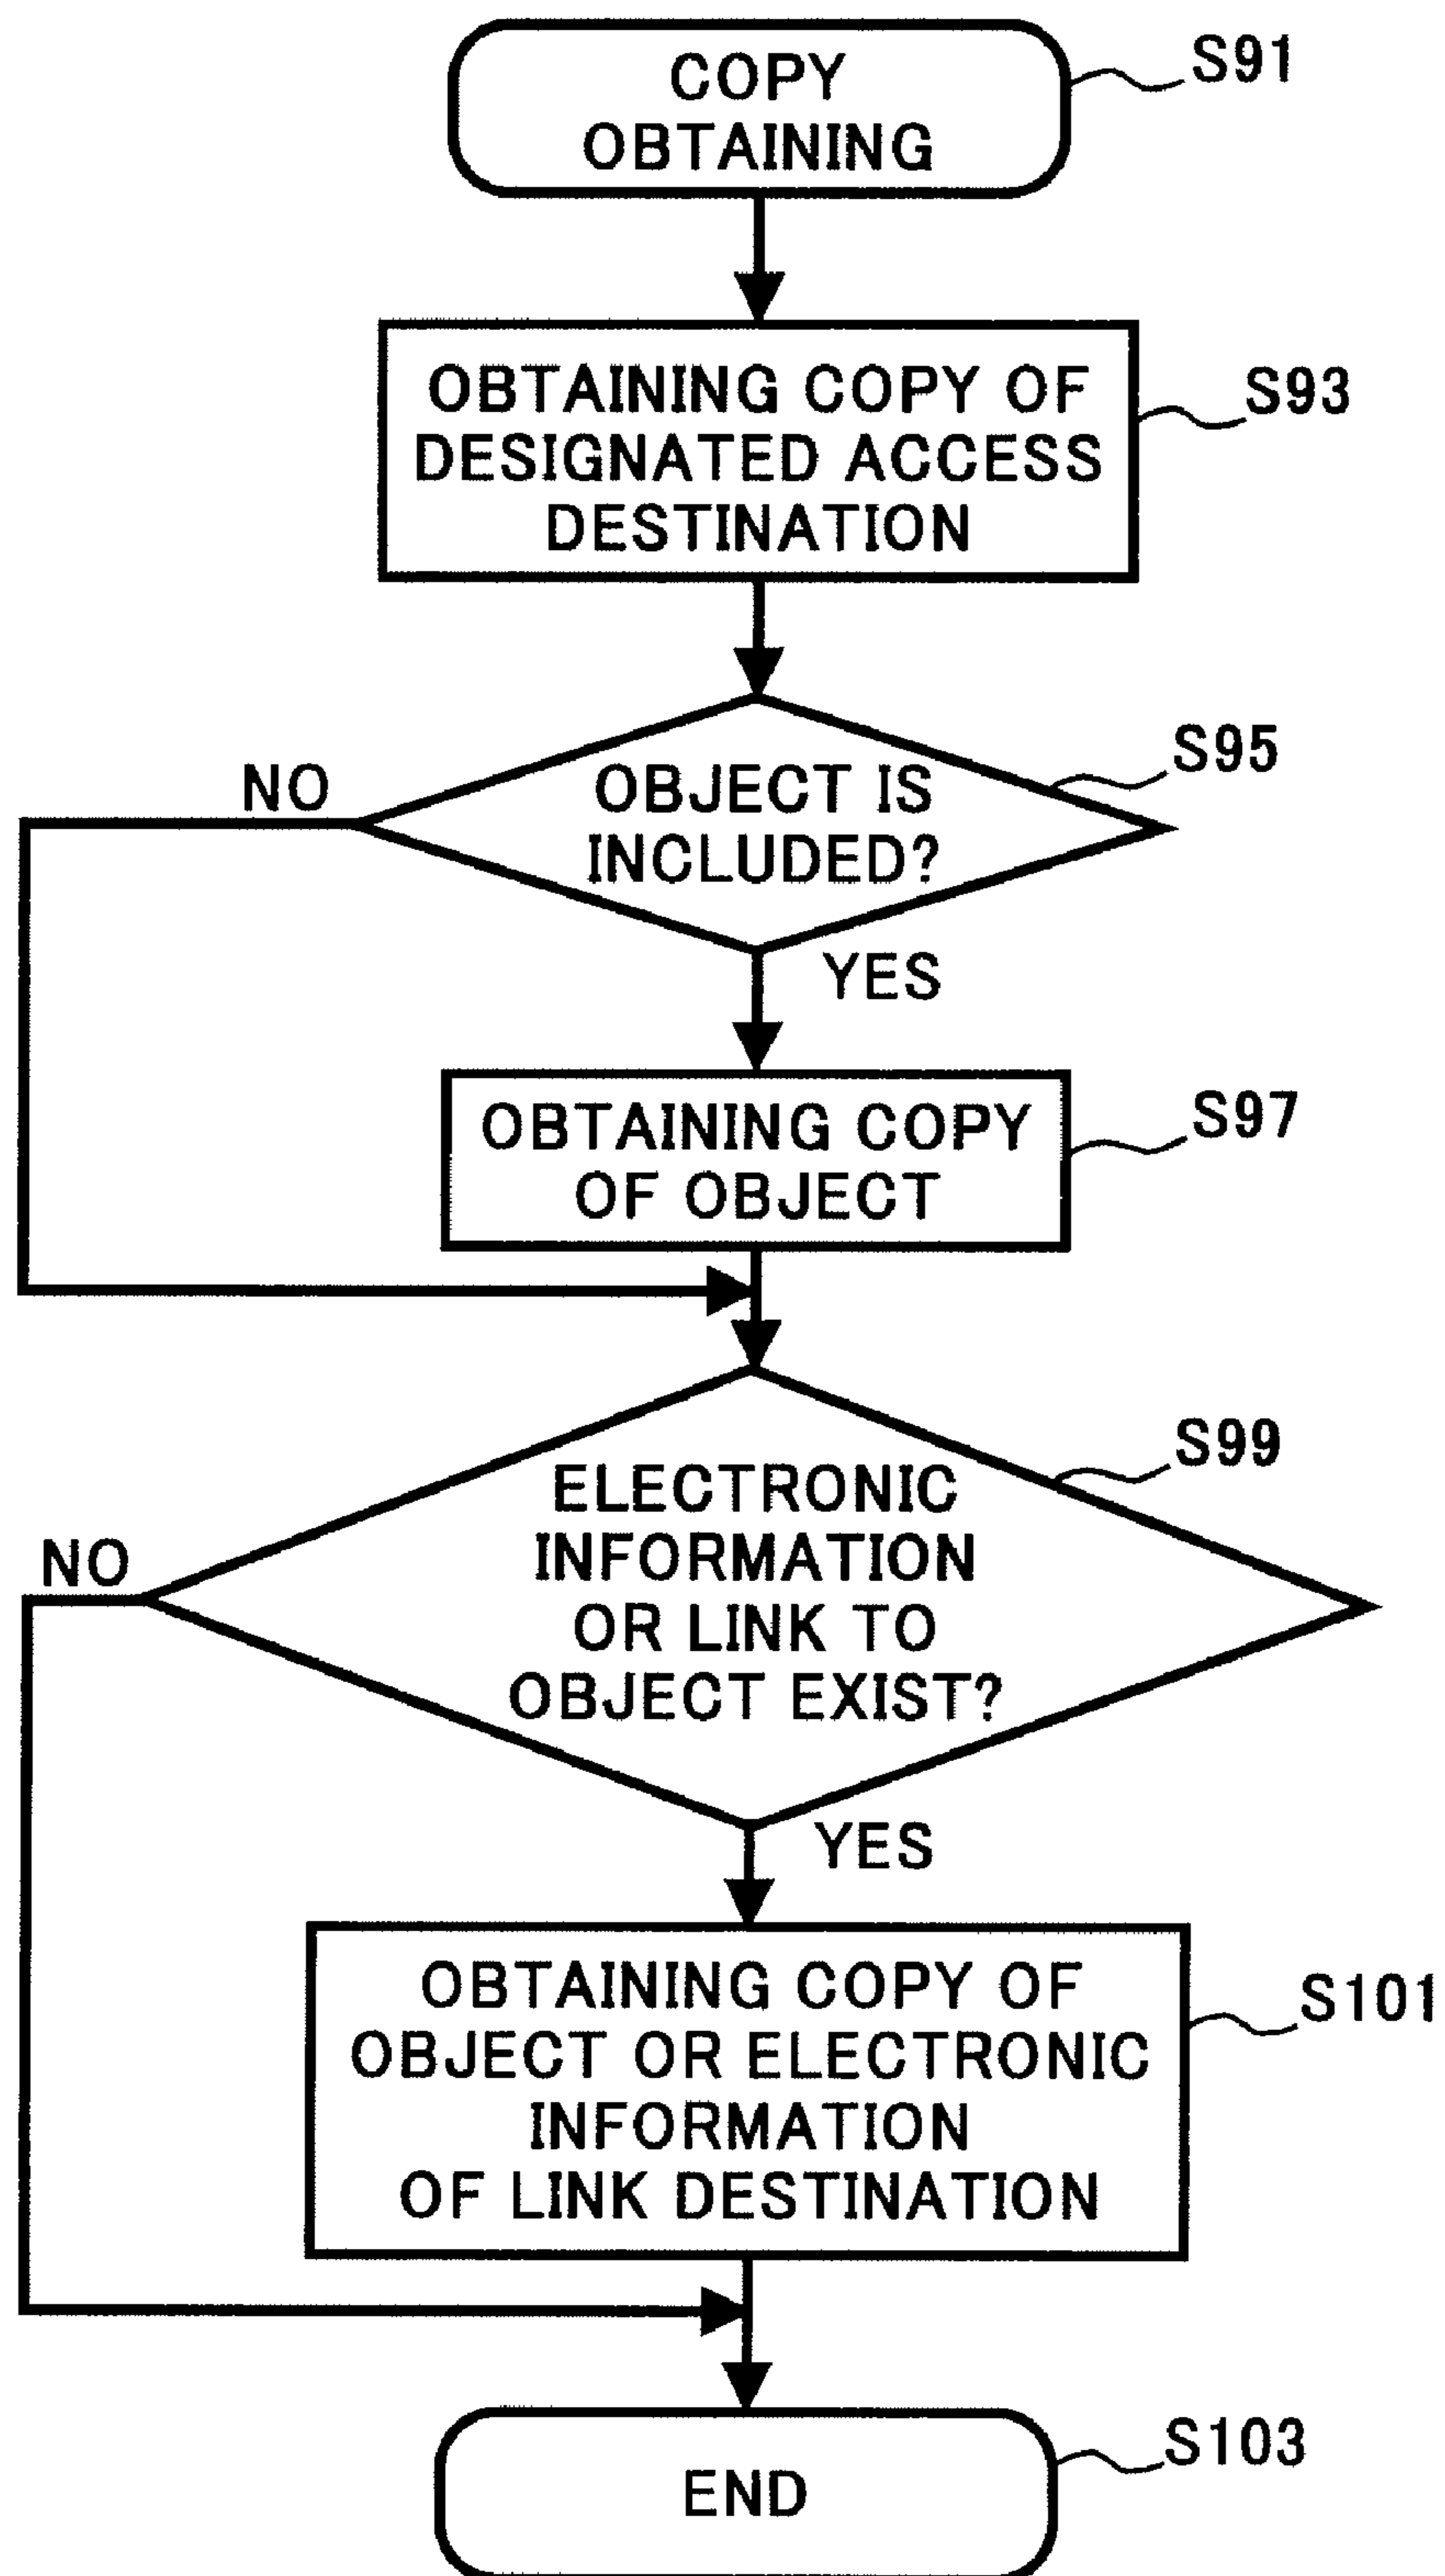 COPY
OBTAINING
S91
OBTAINING COPY OF
DESIGNATED ACCESS
DESTINATION
S93
NO
OBJECT IS
INCLUDED?
S95
YES
OBTAINING COPY
OF OBJECT
S97
NO
ELECTRONIC
INFORMATION
OR LINK TO
OBJECT EXIST?
S99
YES
OBTAINING COPY OF
OBJECT OR ELECTRONIC
INFORMATION
OF LINK DESTINATION
S101
END
S103